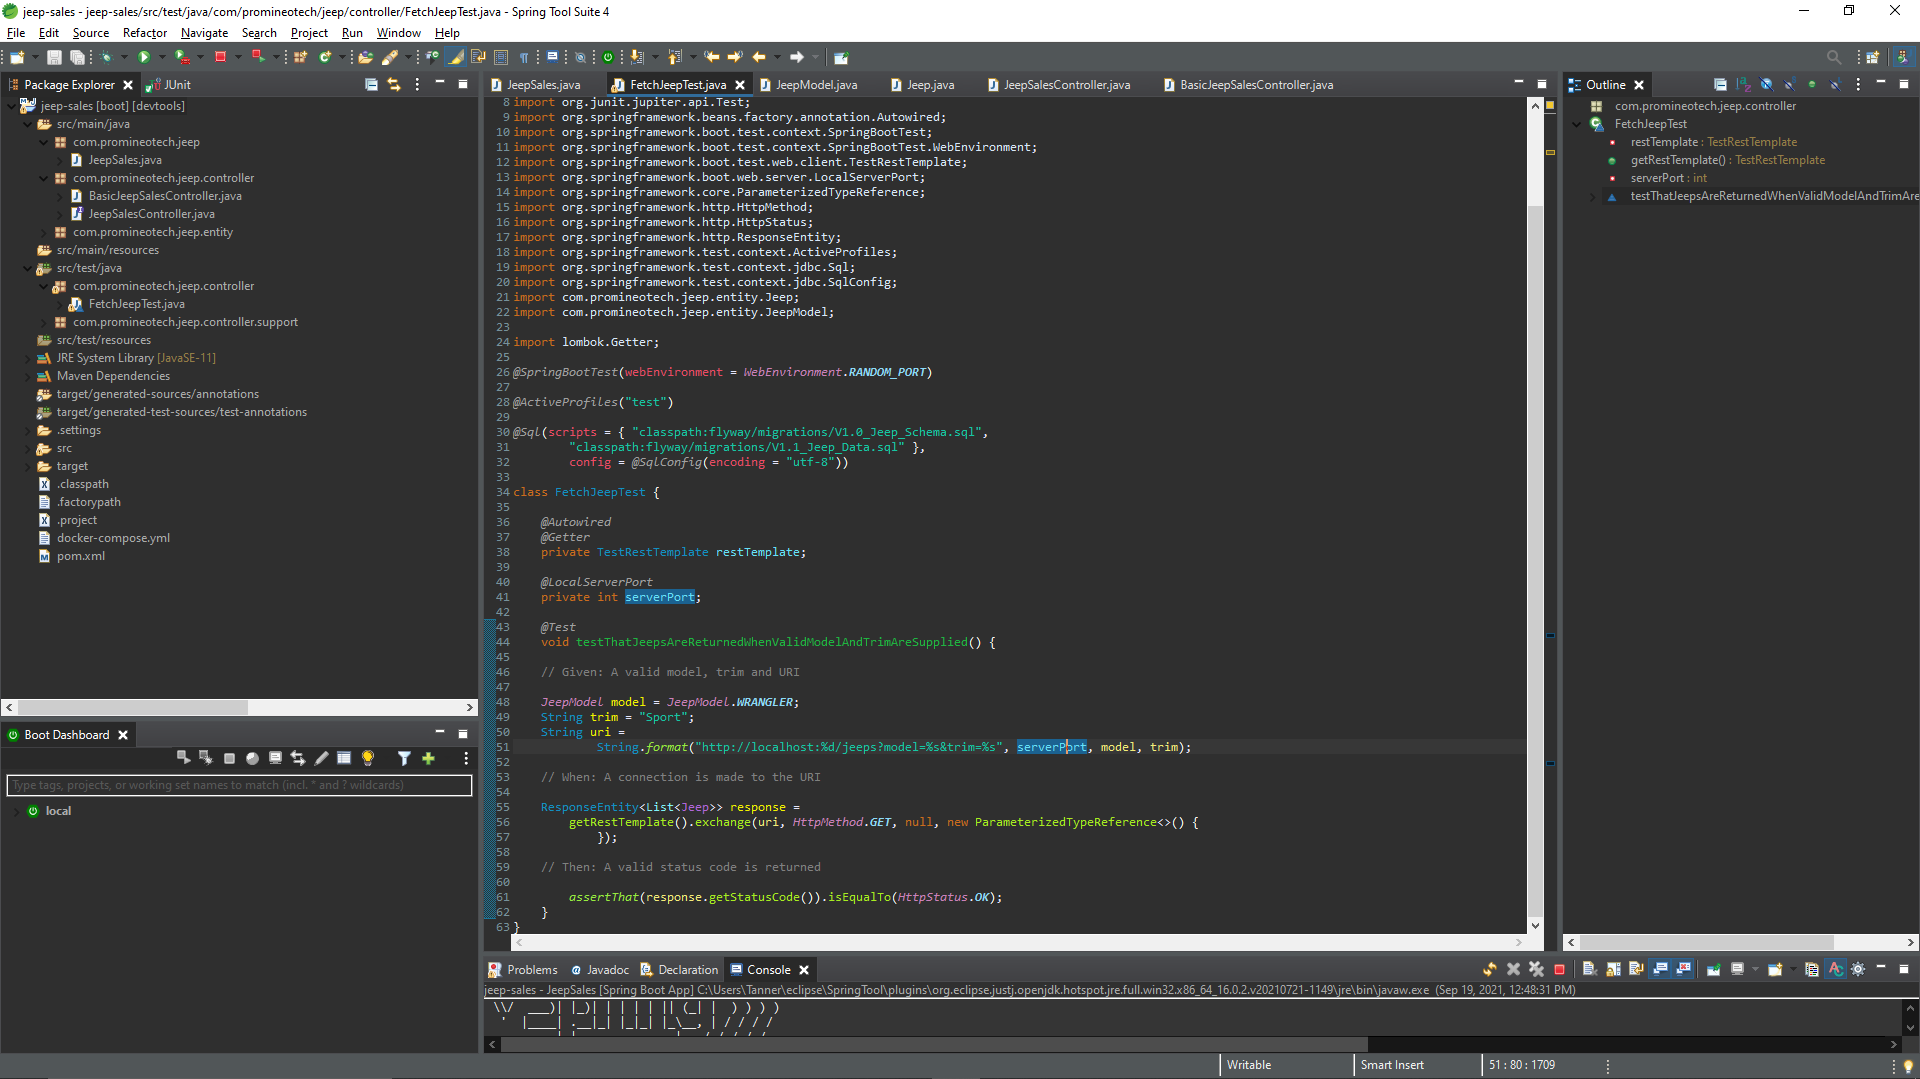 jeep-sales - jeep-sales/src/test/java/com/promineotech/jeep/controller/FetchJeepTest.java - Spring Tool Suite 4
File Edit Source Refactor Navigate Search Project Run Window Help
Package Explorer
JUnit
jeep-sales [boot] [devtools]
src/main/java
com.promineotech.jeep
JeepSales.java
com.promineotech.jeep.controller
BasicJeepSalesController.java
JeepSalesController.java
com.promineotech.jeep.entity
src/main/resources
src/test/java
com.promineotech.jeep.controller
FetchJeepTest.java
com.promineotech.jeep.controller.support
src/test/resources
JRE System Library [JavaSE-11]
Maven Dependencies
target/generated-sources/annotations
target/generated-test-sources/test-annotations
.settings
src
target
.classpath
.factorypath
.project
docker-compose.yml
pom.xml
Boot Dashboard
Type tags, projects, or working set names to match (incl. * and ? wildcards)
local
JeepSales.java FetchJeepTest.java JeepModel.java Jeep.java JeepSalesController.java BasicJeepSalesController.java
8 import org.junit.jupiter.api.Test;
9 import org.springframework.beans.factory.annotation.Autowired;
10 import org.springframework.boot.test.context.SpringBootTest;
11 import org.springframework.boot.test.context.SpringBootTest.WebEnvironment;
12 import org.springframework.boot.test.web.client.TestRestTemplate;
13 import org.springframework.boot.web.server.LocalServerPort;
14 import org.springframework.core.ParameterizedTypeReference;
15 import org.springframework.http.HttpMethod;
16 import org.springframework.http.HttpStatus;
17 import org.springframework.http.ResponseEntity;
18 import org.springframework.test.context.ActiveProfiles;
19 import org.springframework.test.context.jdbc.Sql;
20 import org.springframework.test.context.jdbc.SqlConfig;
21 import com.promineotech.jeep.entity.Jeep;
22 import com.promineotech.jeep.entity.JeepModel;
23
24 import lombok.Getter;
25
26 @SpringBootTest(webEnvironment = WebEnvironment.RANDOM_PORT)
27
28 @ActiveProfiles("test")
29
30 @Sql(scripts = { "classpath:flyway/migrations/V1.0_Jeep_Schema.sql",
31 "classpath:flyway/migrations/V1.1_Jeep_Data.sql" },
32 config = @SqlConfig(encoding = "utf-8"))
33
34 class FetchJeepTest {
35
36 @Autowired
37 @Getter
38 private TestRestTemplate restTemplate;
39
40 @LocalServerPort
41 private int serverPort;
42
43 @Test
44 void testThatJeepsAreReturnedWhenValidModelAndTrimAreSupplied() {
45
46 // Given: A valid model, trim and URI
47
48 JeepModel model = JeepModel.WRANGLER;
49 String trim = "Sport";
50 String uri =
51 String.format("http://localhost:%d/jeeps?model=%s&trim=%s", serverPort, model, trim);
52
53 // When: A connection is made to the URI
54
55 ResponseEntity<List<Jeep>> response =
56 getRestTemplate().exchange(uri, HttpMethod.GET, null, new ParameterizedTypeReference<>() {
57 });
58
59 // Then: A valid status code is returned
60
61 assertThat(response.getStatusCode()).isEqualTo(HttpStatus.OK);
62 }
63 }
Outline
com.promineotech.jeep.controller
FetchJeepTest
restTemplate : TestRestTemplate
getRestTemplate() : TestRestTemplate
serverPort : int
testThatJeepsAreReturnedWhenValidModelAndTrimAre
Problems Javadoc Declaration Console
jeep-sales - JeepSales [Spring Boot App] C:\Users\Tanner\eclipse\SpringTool\plugins\org.eclipse.justj.openjdk.hotspot.jre.full.win32.x86_64_16.0.2.v20210721-1149\jre\bin\javaw.exe (Sep 19, 2021, 12:48:31 PM)
\\/  ___)| |_)| | | | | || (_| |  ) ) ) )
'  |____| .__|_| |_|_| |_\__, | / / / /
Writable Smart Insert 51 : 80 : 1709